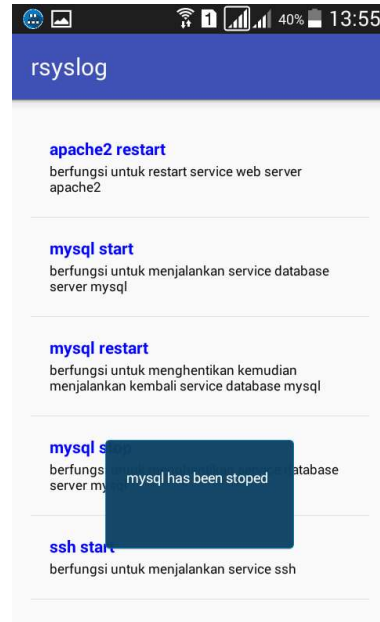 1 40% 13:55
rsyslog
apache2 restart
berfungsi untuk restart service web server
apache2
mysql start
berfungsi untuk menjalankan service database
server mysql
mysql restart
berfungsi untuk menghentikan kemudian
menjalankan kembali service database mysql
mysql
mysql has been stoped
server
ssh start
berfungsi untuk menjalankan service ssh